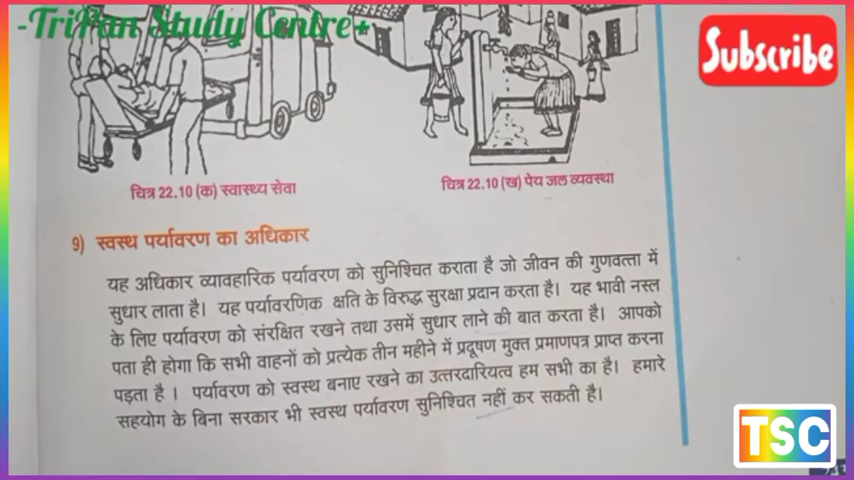 -TriPan Study Centre+
Subscribe
चित्र 22.10 (क) स्वास्थ्य सेवा
चित्र 22.10 (ख) पेय जल व्यवस्था
9) स्वस्थ पर्यावरण का अधिकार
यह अधिकार व्यावहारिक पर्यावरण को सुनिश्चित कराता है जो जीवन की गुणवत्ता में
सुधार लाता है। यह पर्यावरणिक क्षति के विरुद्ध सुरक्षा प्रदान करता है। यह भावी नस्ल
के लिए पर्यावरण को संरक्षित रखने तथा उसमें सुधार लाने की बात करता है। आपको
पता ही होगा कि सभी वाहनों को प्रत्येक तीन महीने में प्रदूषण मुक्त प्रमाणपत्र प्राप्त करना
पड़ता है । पर्यावरण को स्वस्थ बनाए रखने का उत्तरदारियत्व हम सभी का है। हमारे
सहयोग के बिना सरकार भी स्वस्थ पर्यावरण सुनिश्चित नहीं कर सकती है।
TSC